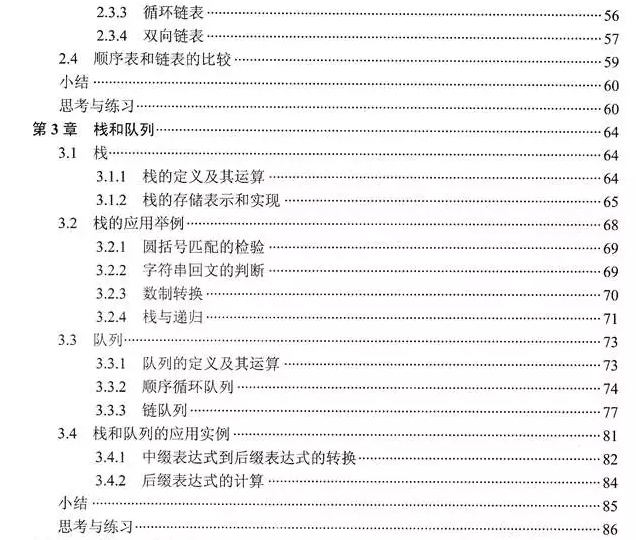 2.3.3 循环链表……56
2.3.4 双向链表……57
2.4 顺序表和链表的比较……59
小结……60
思考与练习……60
第3章 栈和队列……64
3.1 栈……64
3.1.1 栈的定义及其运算……64
3.1.2 栈的存储表示和实现……65
3.2 栈的应用举例……68
3.2.1 圆括号匹配的检验……69
3.2.2 字符串回文的判断……69
3.2.3 数制转换……70
3.2.4 栈与递归……71
3.3 队列……73
3.3.1 队列的定义及其运算……73
3.3.2 顺序循环队列……74
3.3.3 链队列……77
3.4 栈和队列的应用实例……81
3.4.1 中缀表达式到后缀表达式的转换……82
3.4.2 后缀表达式的计算……84
小结……85
思考与练习……86